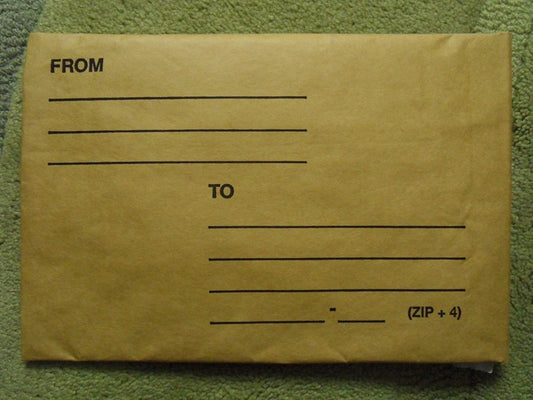 FROM
TO
- (ZIP + 4)